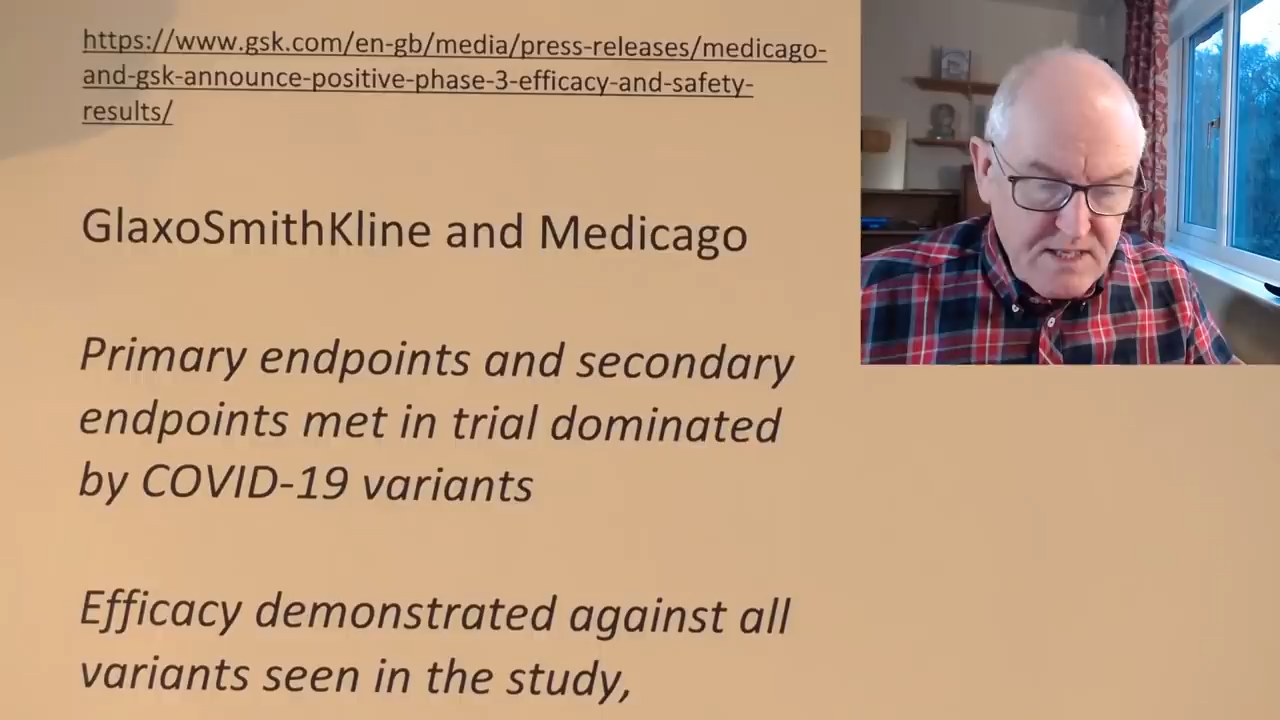 https://www.gsk.com/en-gb/media/press-releases/medicago-
and-gsk-announce-positive-phase-3-efficacy-and-safety-
results/
GlaxoSmithKline and Medicago
Primary endpoints and secondary
endpoints met in trial dominated
by COVID-19 variants
Efficacy demonstrated against all
variants seen in the study,